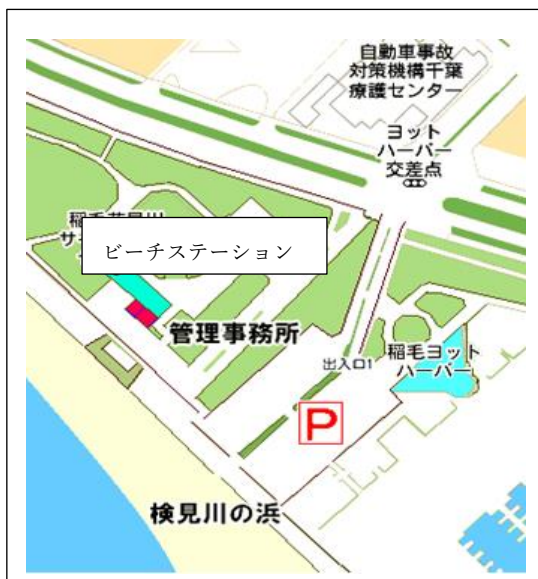 自動車事故
対策機構千葉
療護センター
ヨット
ハーバー
交差点
ビーチステーション
管理事務所
出入口1
稲毛ヨット
ハーバー
P
検見川の浜